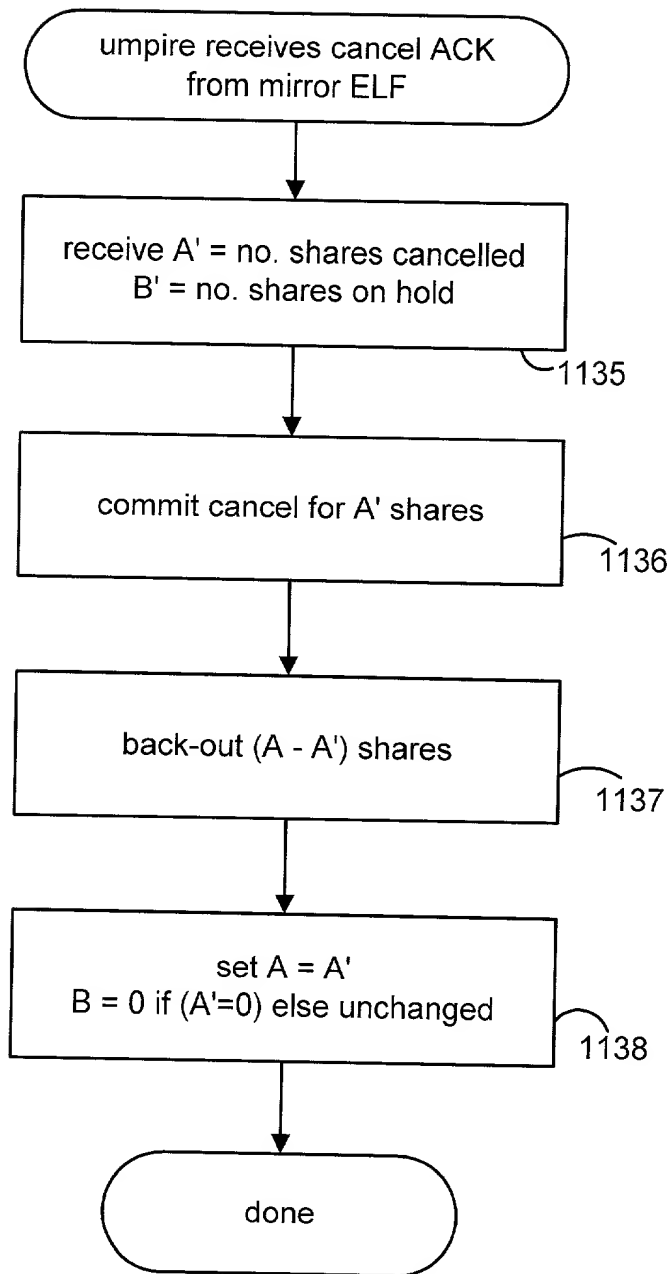 umpire receives cancel ACK
from mirror ELF
receive A' = no. shares cancelled
B' = no. shares on hold
1135
commit cancel for A' shares
1136
back-out (A - A') shares
1137
set A = A'
B = 0 if (A'=0) else unchanged
1138
done